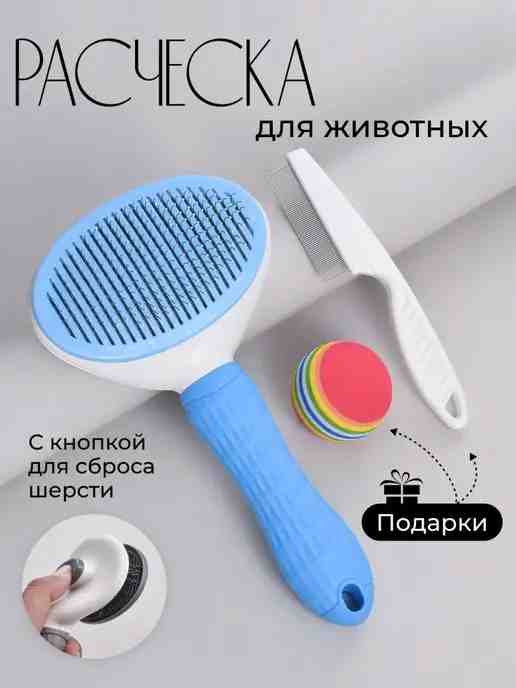 РАСЧЕСКА
для животных
С кнопкой
для сброса
шерсти
Подарки